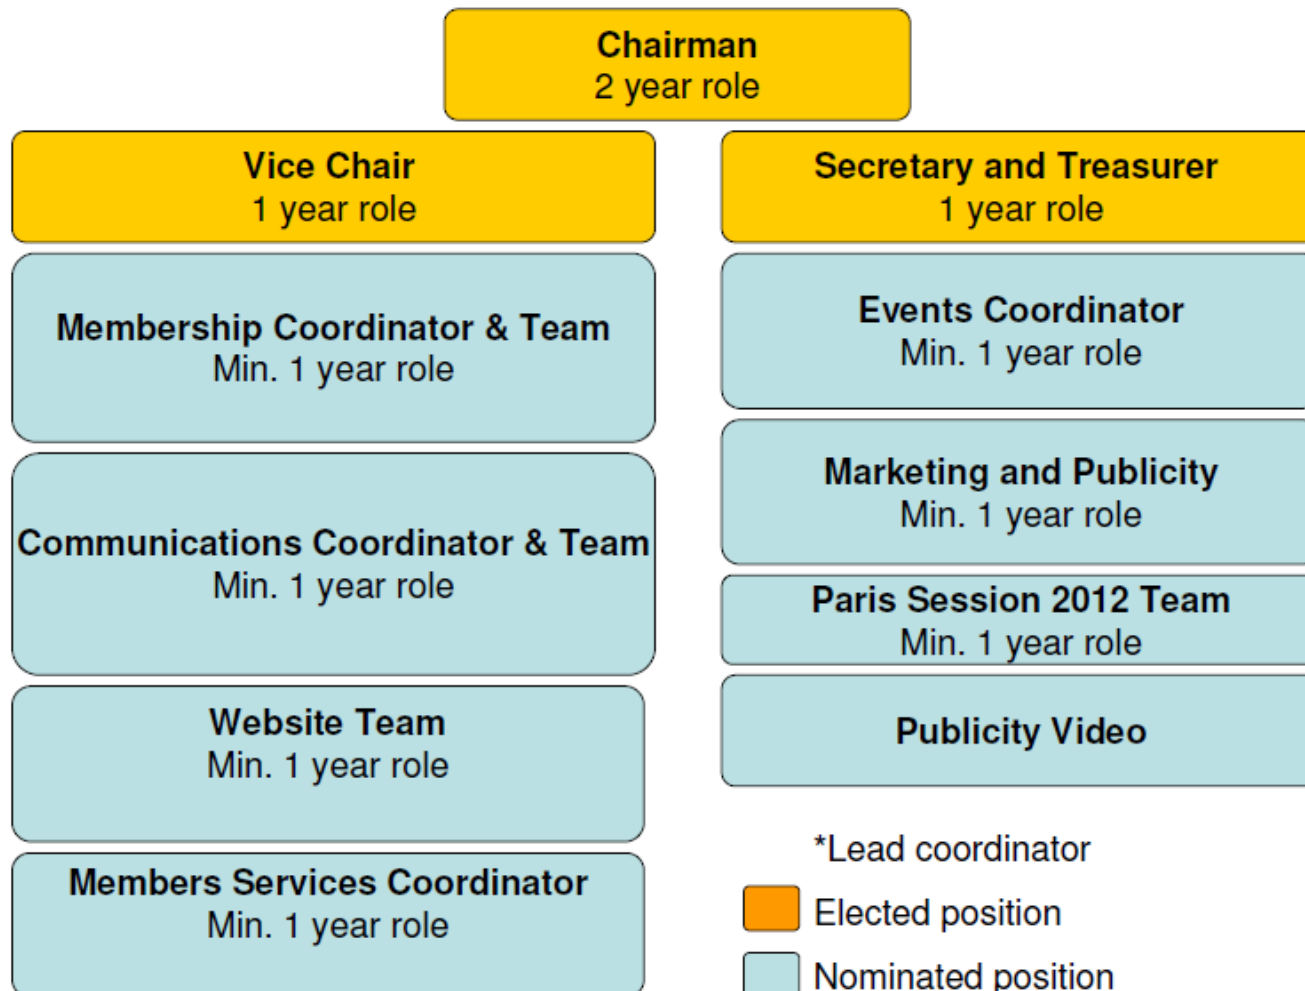 Chairman
2 year role
Vice Chair
1 year role
Secretary and Treasurer
1 year role
Membership Coordinator & Team
Min. 1 year role
Communications Coordinator & Team
Min. 1 year role
Website Team
Min. 1 year role
Members Services Coordinator
Min. 1 year role
Events Coordinator
Min. 1 year role
Marketing and Publicity
Min. 1 year role
Paris Session 2012 Team
Min. 1 year role
Publicity Video
*Lead coordinator
Elected position
Nominated position